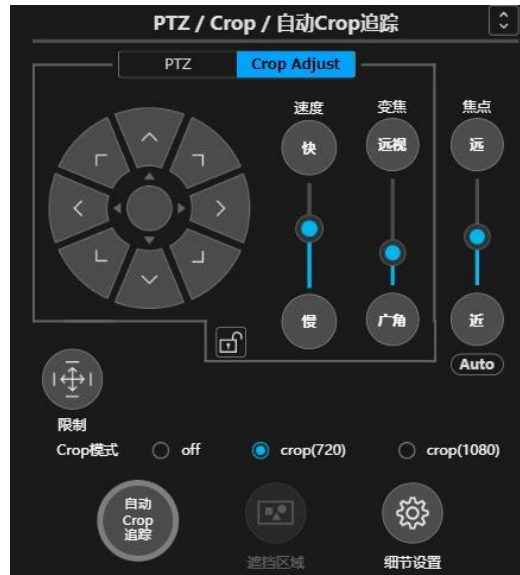 PTZ / Crop / 自动Crop追踪
PTZ
Crop Adjust
速度
变焦
焦点
快
远视
远
慢
广角
近
Auto
限制
Crop模式
off
crop(720)
crop(1080)
自动
Crop
追踪
遮挡区域
细节设置